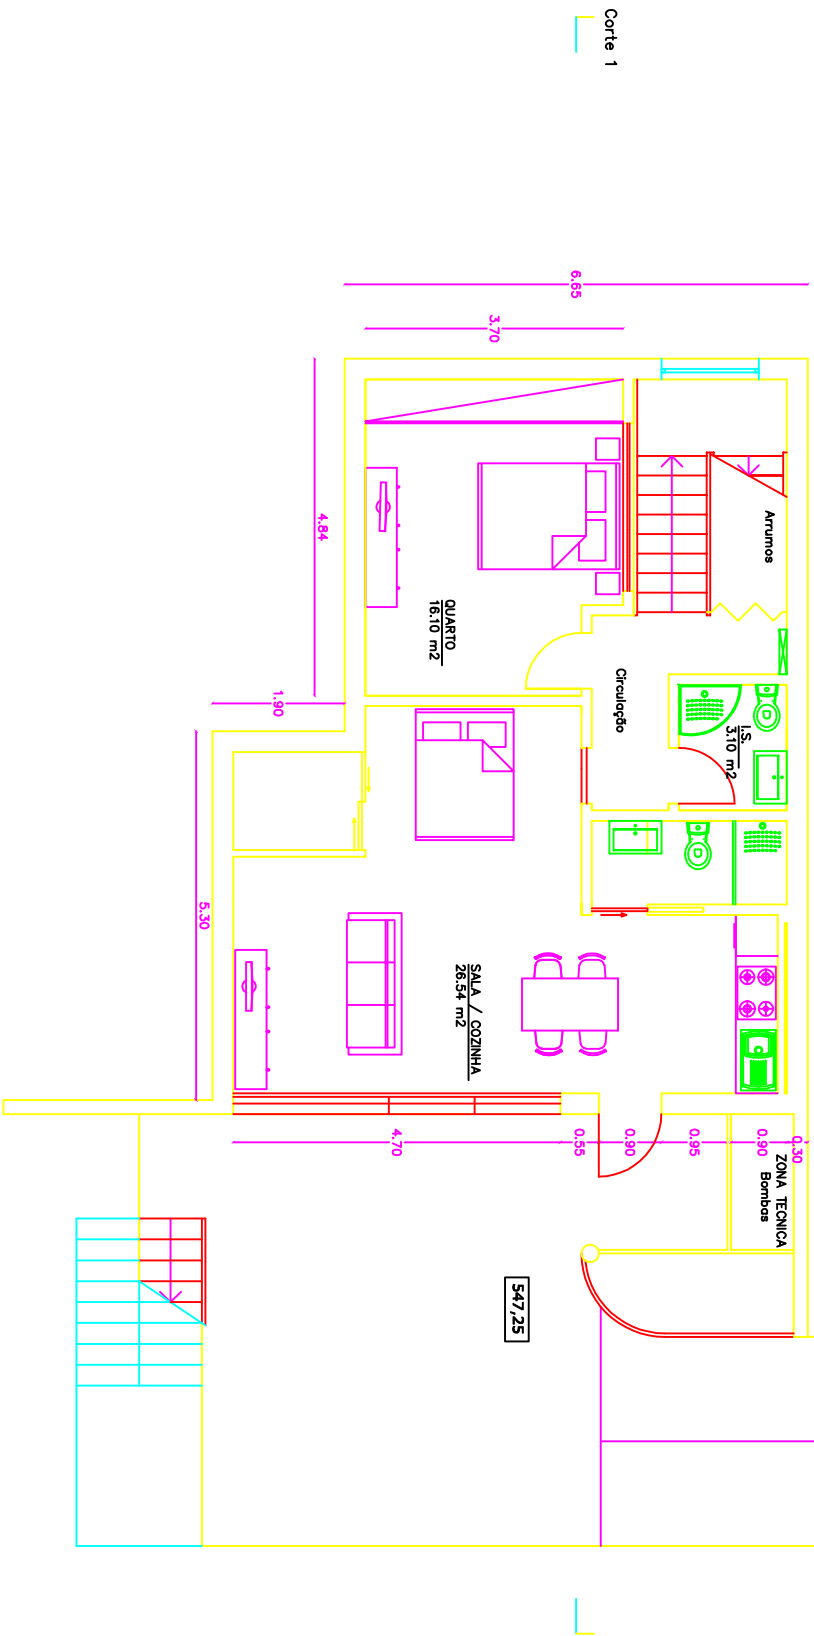 Corte 1
6.65
3.70
4.84
1.90
5.30
Arrumos
QUARTO
16.10 m2
Circulação
I.S.
3.10 m2
SALA / COZINHA
26.54 m2
4.70
0.55
0.90
0.95
0.90
0.30
ZONA TECNICA
Bombas
547,25